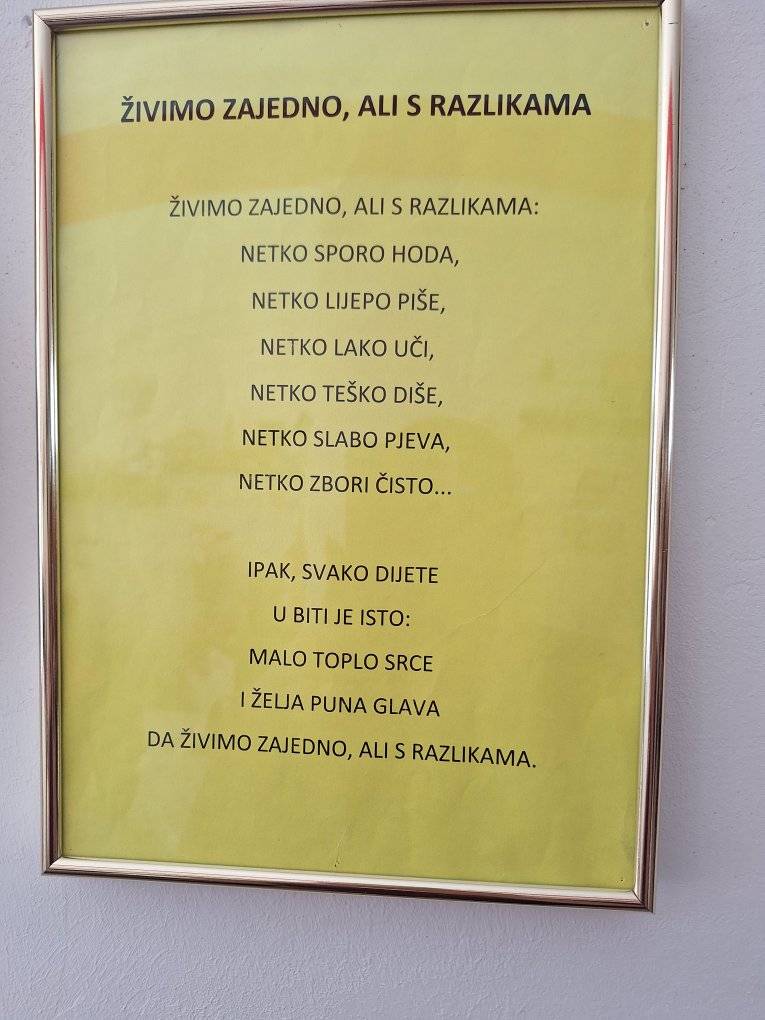 ŽIVIMO ZAJEDNO, ALI S RAZLIKAMA
ŽIVIMO ZAJEDNO, ALI S RAZLIKAMA:
NETKO SPORO HODA,
NETKO LIJEPO PIŠE,
NETKO LAKO UČI,
NETKO TEŠKO DIŠE,
NETKO SLABO PJEVA,
NETKO ZBORI ČISTO...
IPAK, SVAKO DIJETE
U BITI JE ISTO:
MALO TOPLO SRCE
I ŽELJA PUNA GLAVA
DA ŽIVIMO ZAJEDNO, ALI S RAZLIKAMA.